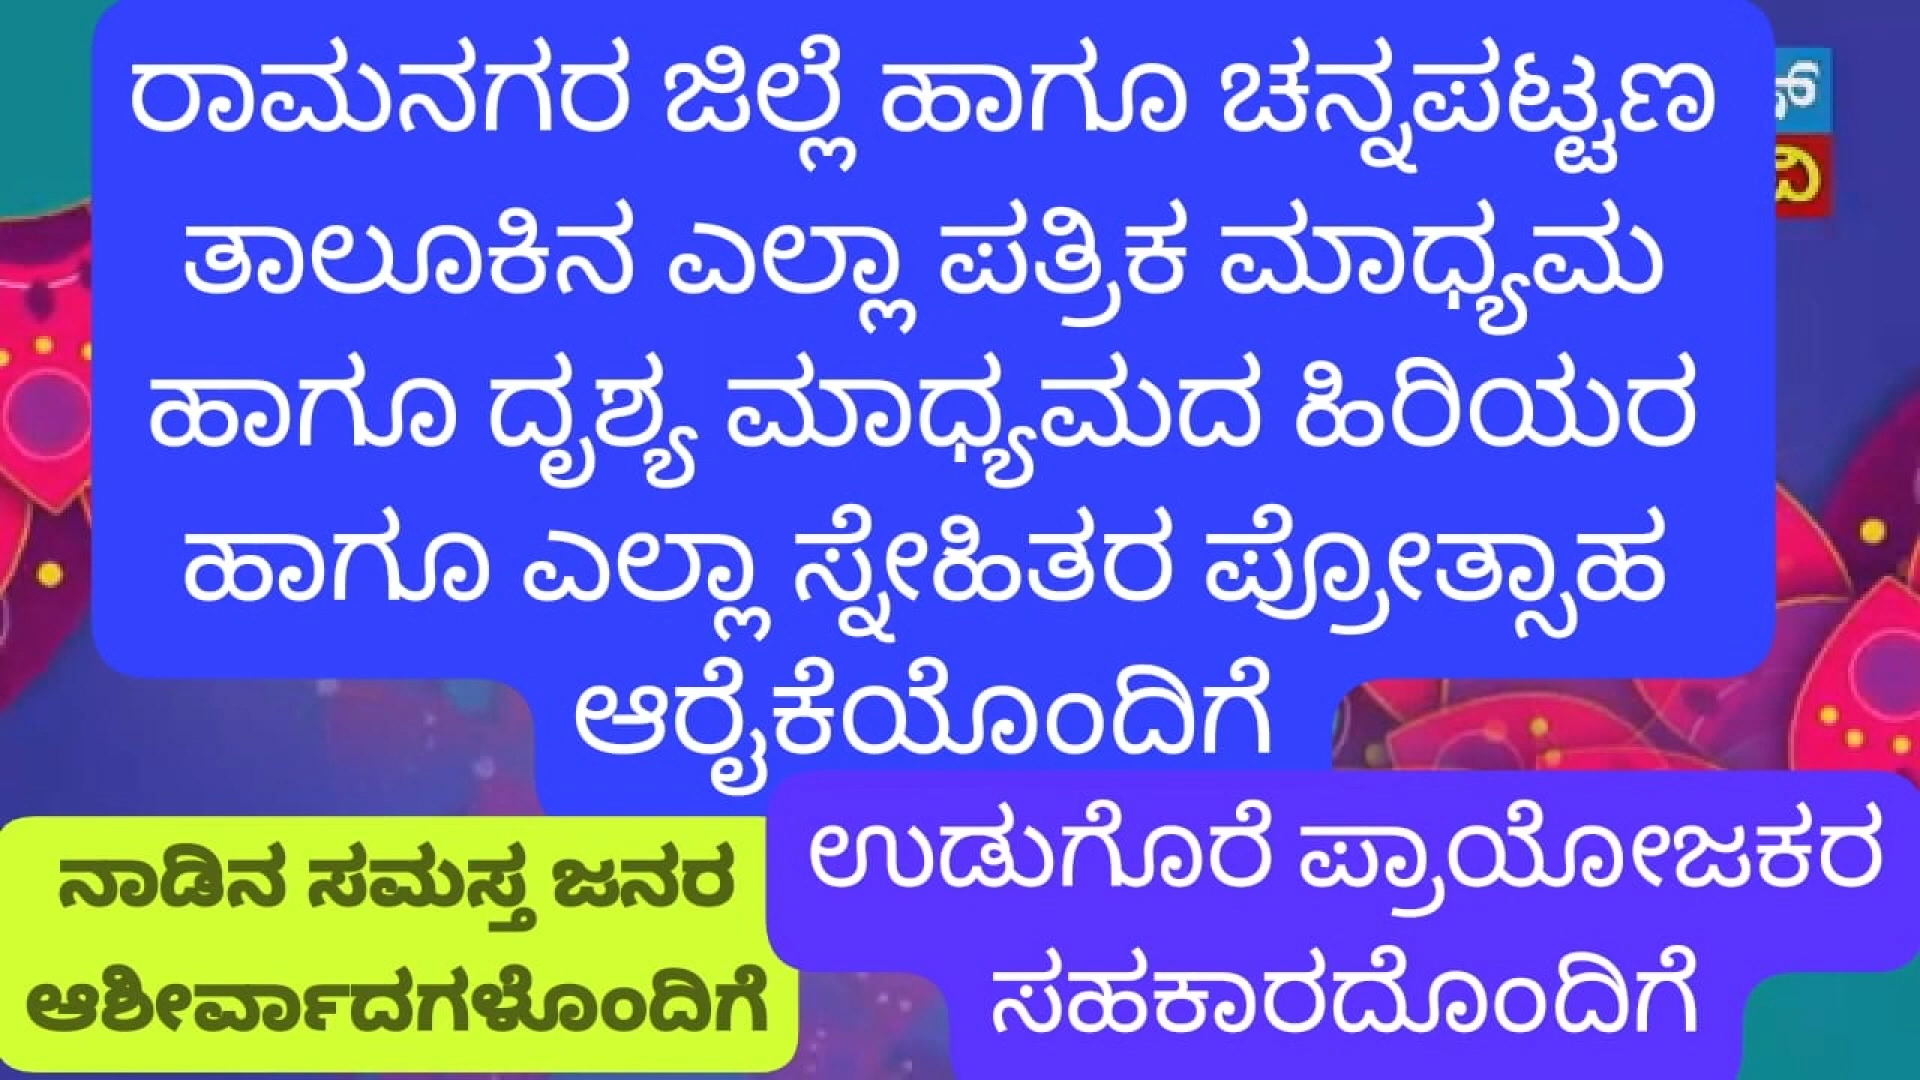 ರಾಮನಗರ ಜಿಲ್ಲೆ ಹಾಗೂ ಚನ್ನಪಟ್ಟಣ
ತಾಲೂಕಿನ ಎಲ್ಲಾ ಪತ್ರಿಕ ಮಾಧ್ಯಮ
ಹಾಗೂ ದೃಶ್ಯ ಮಾಧ್ಯಮದ ಹಿರಿಯರ
ಹಾಗೂ ಎಲ್ಲಾ ಸ್ನೇಹಿತರ ಪ್ರೋತ್ಸಾಹ
ಆರೈಕೆಯೊಂದಿಗೆ
ನಾಡಿನ ಸಮಸ್ತ ಜನರ
ಆಶೀರ್ವಾದಗಳೊಂದಿಗೆ
ಉಡುಗೊರೆ ಪ್ರಾಯೋಜಕರ
ಸಹಕಾರದೊಂದಿಗೆ